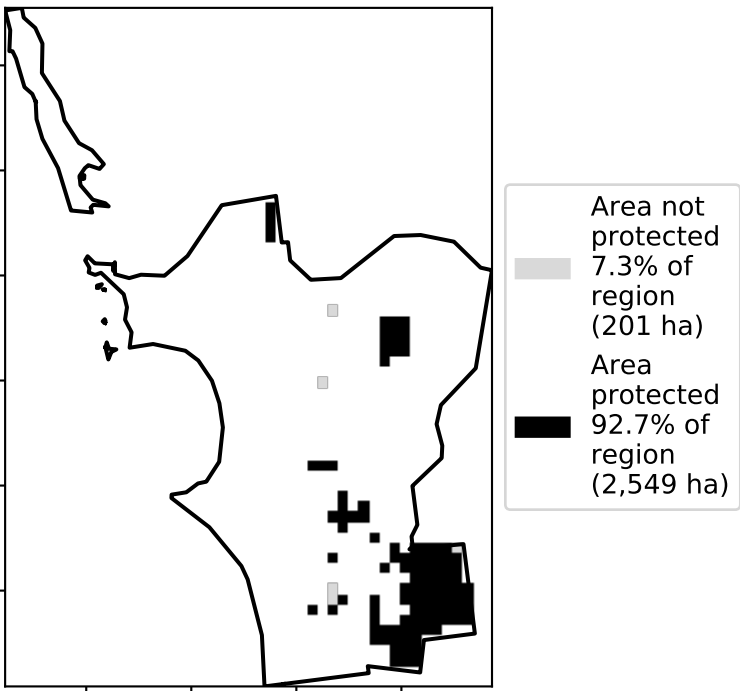 Area not
protected
7.3% of
region
(201 ha)
Area
protected
92.7% of
region
(2,549 ha)